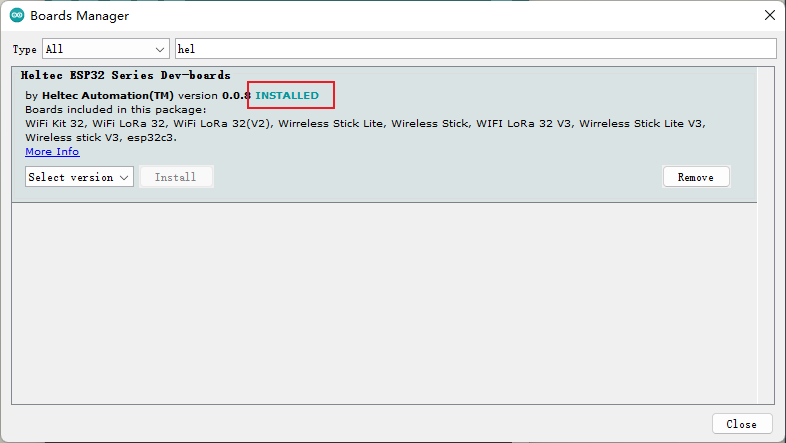 Boards Manager
Type All hel
Heltec ESP32 Series Dev-boards
by Heltec Automation(TM) version 0.0.8 INSTALLED
Boards included in this package:
WiFi Kit 32, WiFi LoRa 32, WiFi LoRa 32(V2), Wirreless Stick Lite, Wireless Stick, WIFI LoRa 32 V3, Wirreless Stick Lite V3,
Wireless stick V3, esp32c3.
More Info
Select version Install Remove
Close